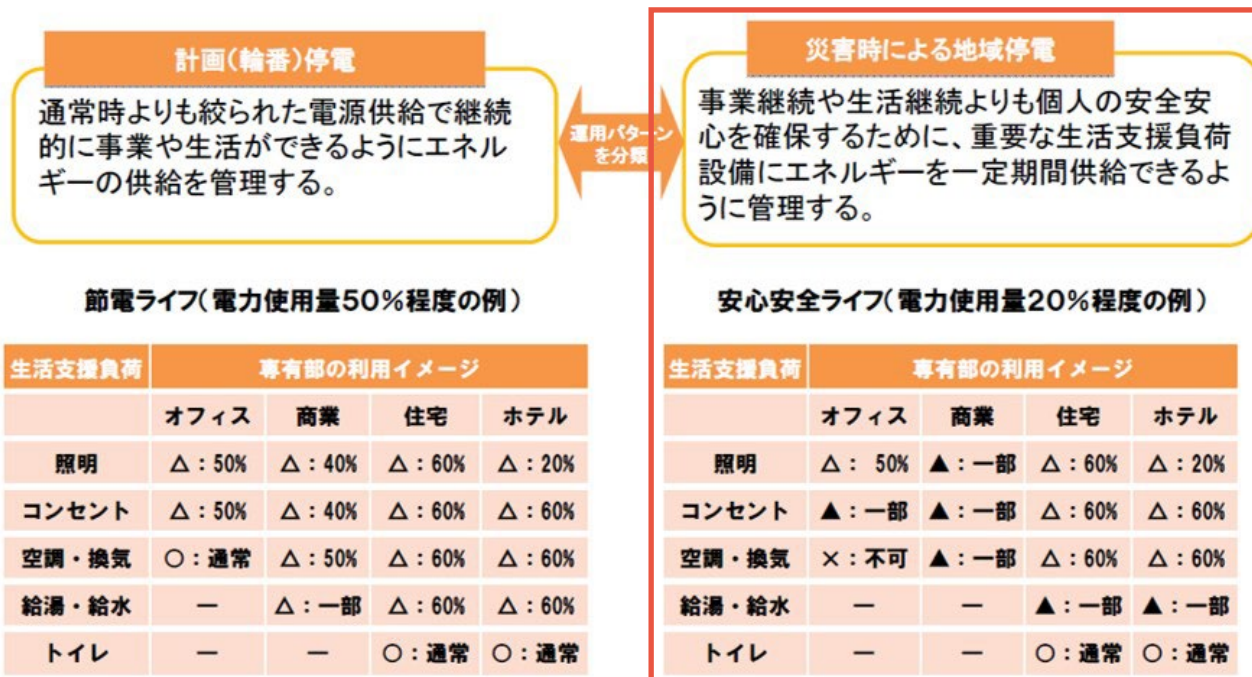 計画(輪番)停電
通常時よりも絞られた電源供給で継続
的に事業や生活ができるようにエネル
ギーの供給を管理する。
運用パターン
を分類
災害時による地域停電
事業継続や生活継続よりも個人の安全安
心を確保するために、重要な生活支援負荷
設備にエネルギーを一定期間供給できるよ
うに管理する。
節電ライフ(電力使用量50%程度の例)
生活支援負荷 専有部の利用イメージ
オフィス 商業 住宅 ホテル
照明 △:50% △:40% △:60% △:20%
コンセント △:50% △:40% △:60% △:60%
空調・換気 ○:通常 △:50% △:60% △:60%
給湯・給水 ー △:一部 △:60% △:60%
トイレ ー ー ○:通常 ○:通常
安心安全ライフ(電力使用量20%程度の例)
生活支援負荷 専有部の利用イメージ
オフィス 商業 住宅 ホテル
照明 △: 50% ▲:一部 △:60% △:20%
コンセント ▲:一部 ▲:一部 △:60% △:60%
空調・換気 ×:不可 ▲:一部 △:60% △:60%
給湯・給水 ー ー ▲:一部 ▲:一部
トイレ ー ー ○:通常 ○:通常